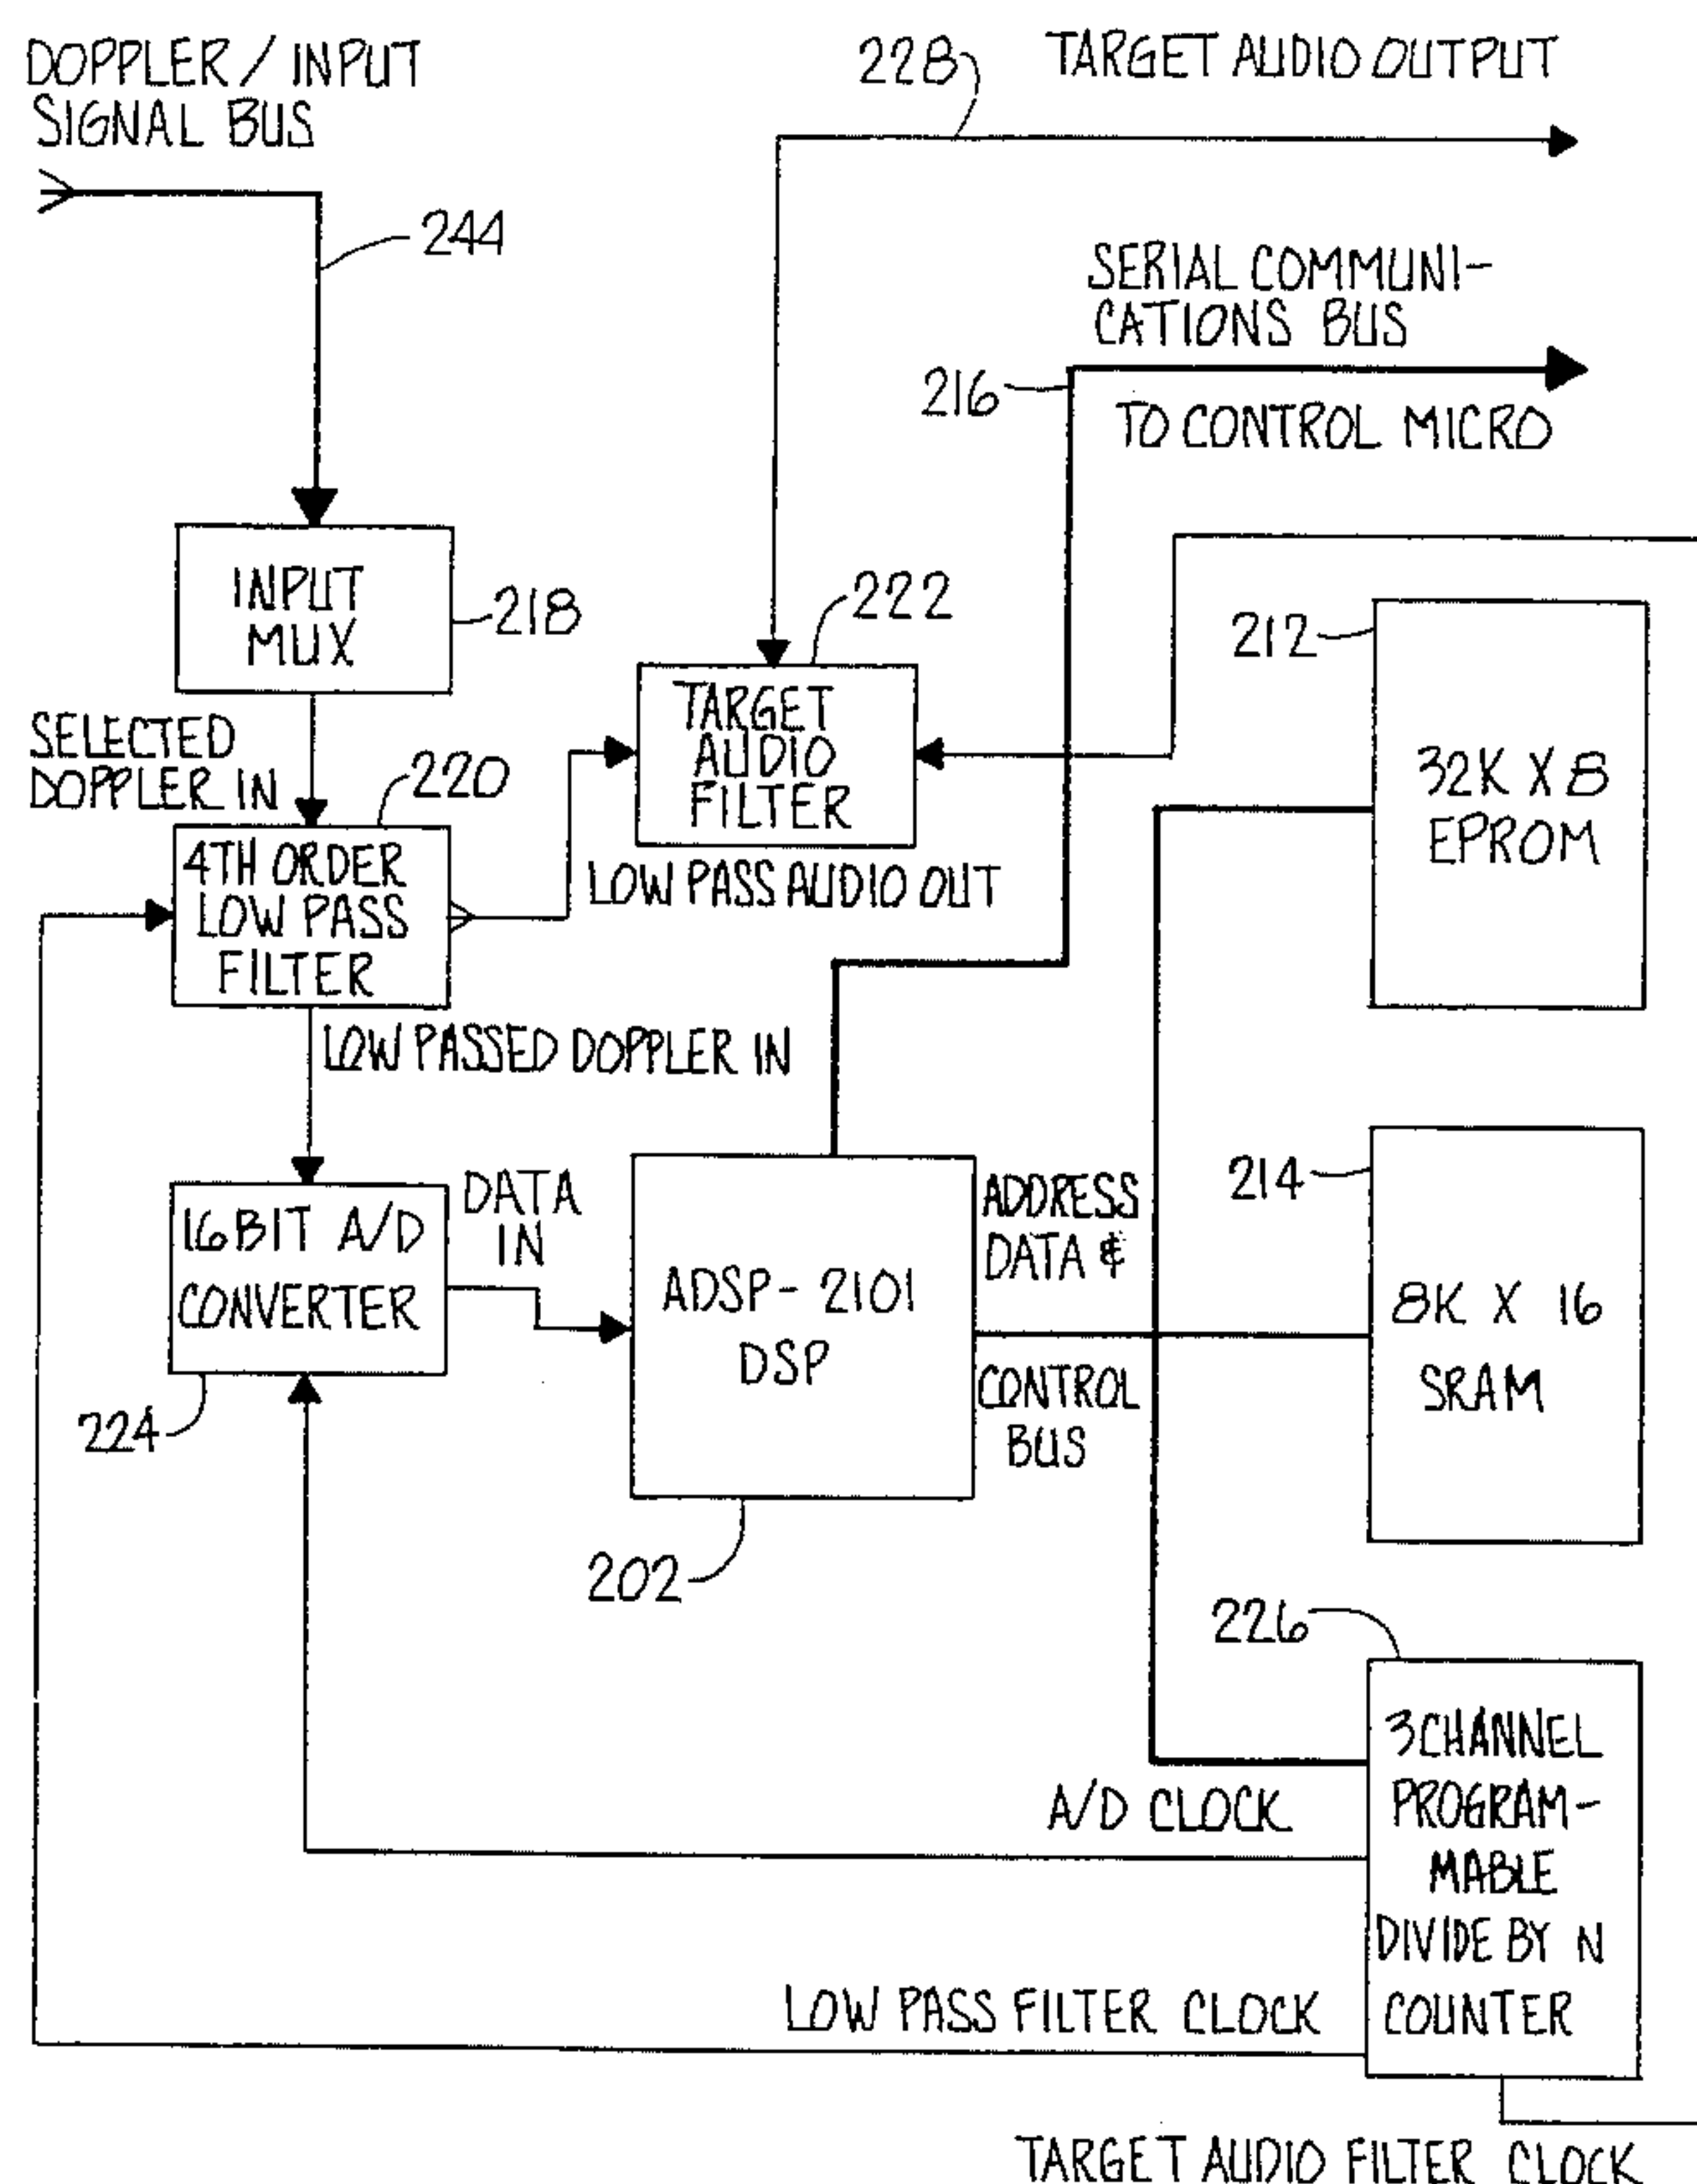 DOPPLER / INPUT
SIGNAL BUS
228
TARGET AUDIO OUTPUT
244
SERIAL COMMUNI-
CATIONS BUS
216
TO CONTROL MICRO
INPUT
MUX
218
222
212
TARGET
AUDIO
FILTER
SELECTED
DOPPLER IN
220
32K X 8
EPROM
4TH ORDER
LOW PASS
FILTER
LOW PASS AUDIO OUT
LOW PASSED DOPPLER IN
16 BIT A/D
CONVERTER
DATA
IN
ADSP-2101
DSP
ADDRESS
DATA &
CONTROL
BUS
214
8K X 16
SRAM
224
202
226
3 CHANNEL
PROGRAM-
MABLE
DIVIDE BY N
COUNTER
A/D CLOCK
LOW PASS FILTER CLOCK
TARGET AUDIO FILTER CLOCK